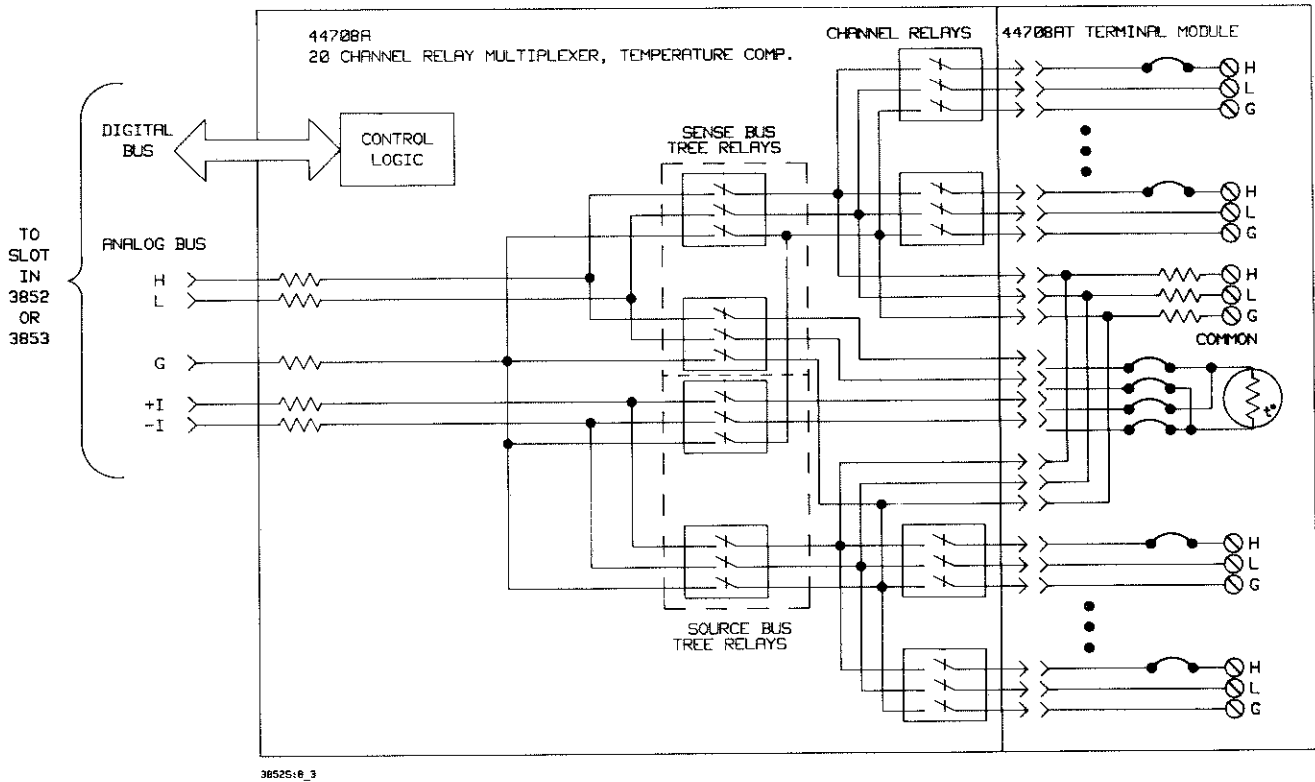 44708A
20 CHANNEL RELAY MULTIPLEXER, TEMPERATURE COMP.
CHANNEL RELAYS
44708AT TERMINAL MODULE
H
L
G
DIGITAL
BUS
CONTROL
LOGIC
SENSE BUS
TREE RELAYS
H
L
G
TO
SLOT
IN
3852
OR
3853
ANALOG BUS
H
L
G
+I
-I
H
L
G
COMMON
t°
H
L
G
SOURCE BUS
TREE RELAYS
H
L
G
3852S:8_3